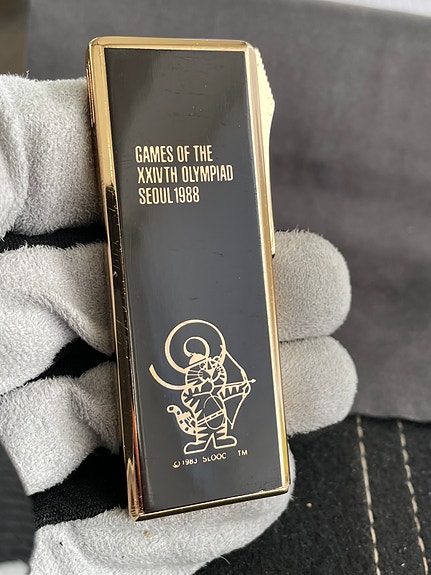 GAMES OF THE
XXIVTH OLYMPIAD
SEOUL 1988
© 1983 SLOOC TM